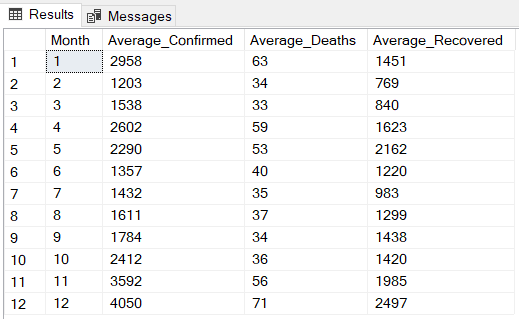 Results Messages
Month Average_Confirmed Average_Deaths Average_Recovered
1 1 2958 63 1451
2 2 1203 34 769
3 3 1538 33 840
4 4 2602 59 1623
5 5 2290 53 2162
6 6 1357 40 1220
7 7 1432 35 983
8 8 1611 37 1299
9 9 1784 34 1438
10 10 2412 36 1420
11 11 3592 56 1985
12 12 4050 71 2497